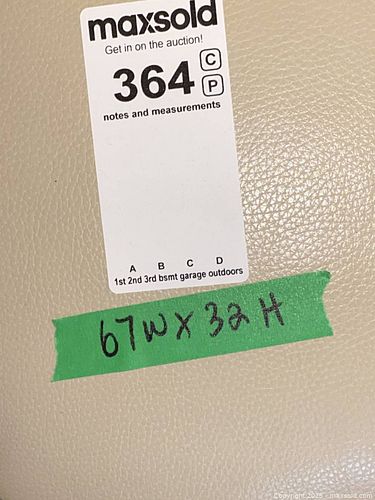 maxsold
Get in on the auction!
364 C
P
notes and measurements
A B C D
1st 2nd 3rd bsmt garage outdoors
67W X 32 H